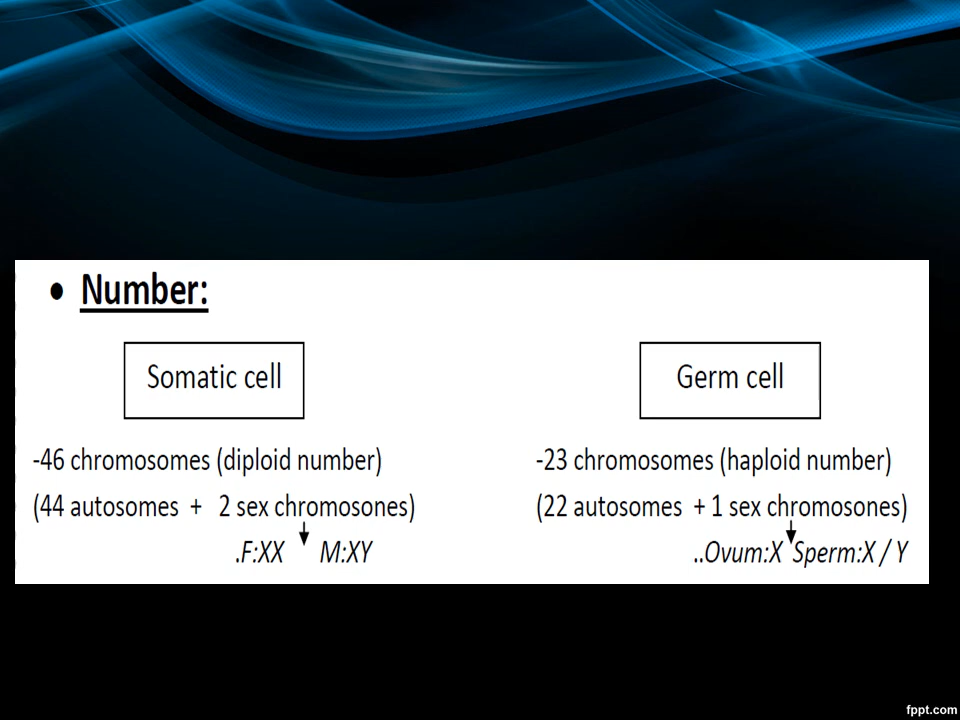 • Number:
Somatic cell
-46 chromosomes (diploid number)
(44 autosomes + 2 sex chromosones)
.F:XX M:XY
Germ cell
-23 chromosomes (haploid number)
(22 autosomes + 1 sex chromosones)
..Ovum:X Sperm:X / Y
fppt.com